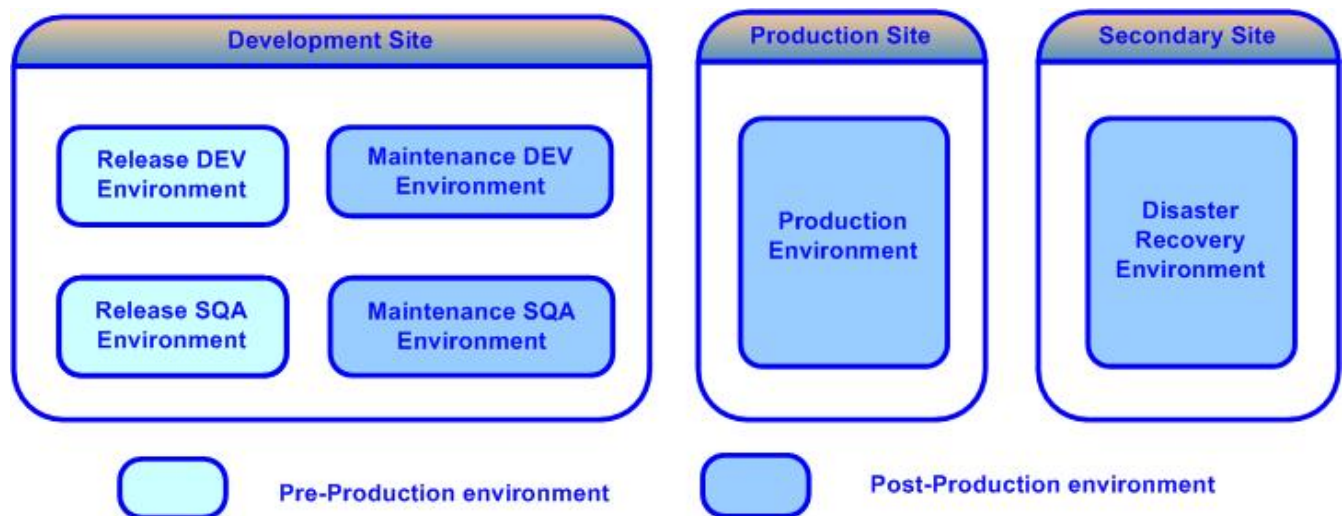 Development Site
Production Site
Secondary Site
Release DEV
Environment
Maintenance DEV
Environment
Release SQA
Environment
Maintenance SQA
Environment
Production
Environment
Disaster
Recovery
Environment
Pre-Production environment
Post-Production environment